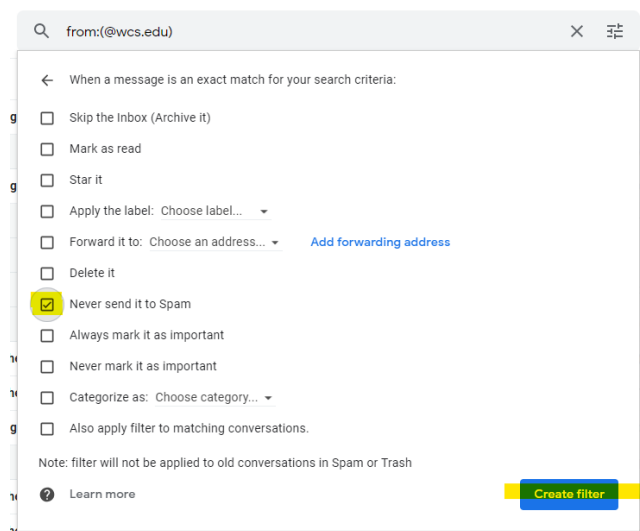 from:(@wcs.edu)
When a message is an exact match for your search criteria:
Skip the Inbox (Archive it)
Mark as read
Star it
Apply the label: Choose label...
Forward it to: Choose an address... Add forwarding address
Delete it
Never send it to Spam
Always mark it as important
Never mark it as important
Categorize as: Choose category...
Also apply filter to matching conversations.
Note: filter will not be applied to old conversations in Spam or Trash
Learn more
Create filter